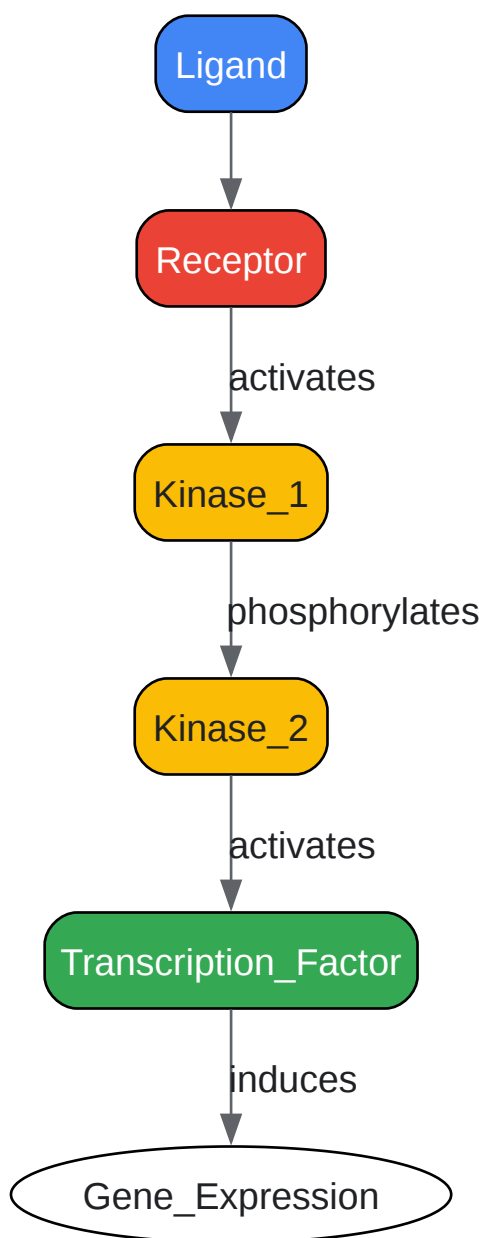 Ligand
Receptor
activates
Kinase_1
phosphorylates
Kinase_2
activates
Transcription_Factor
induces
Gene_Expression